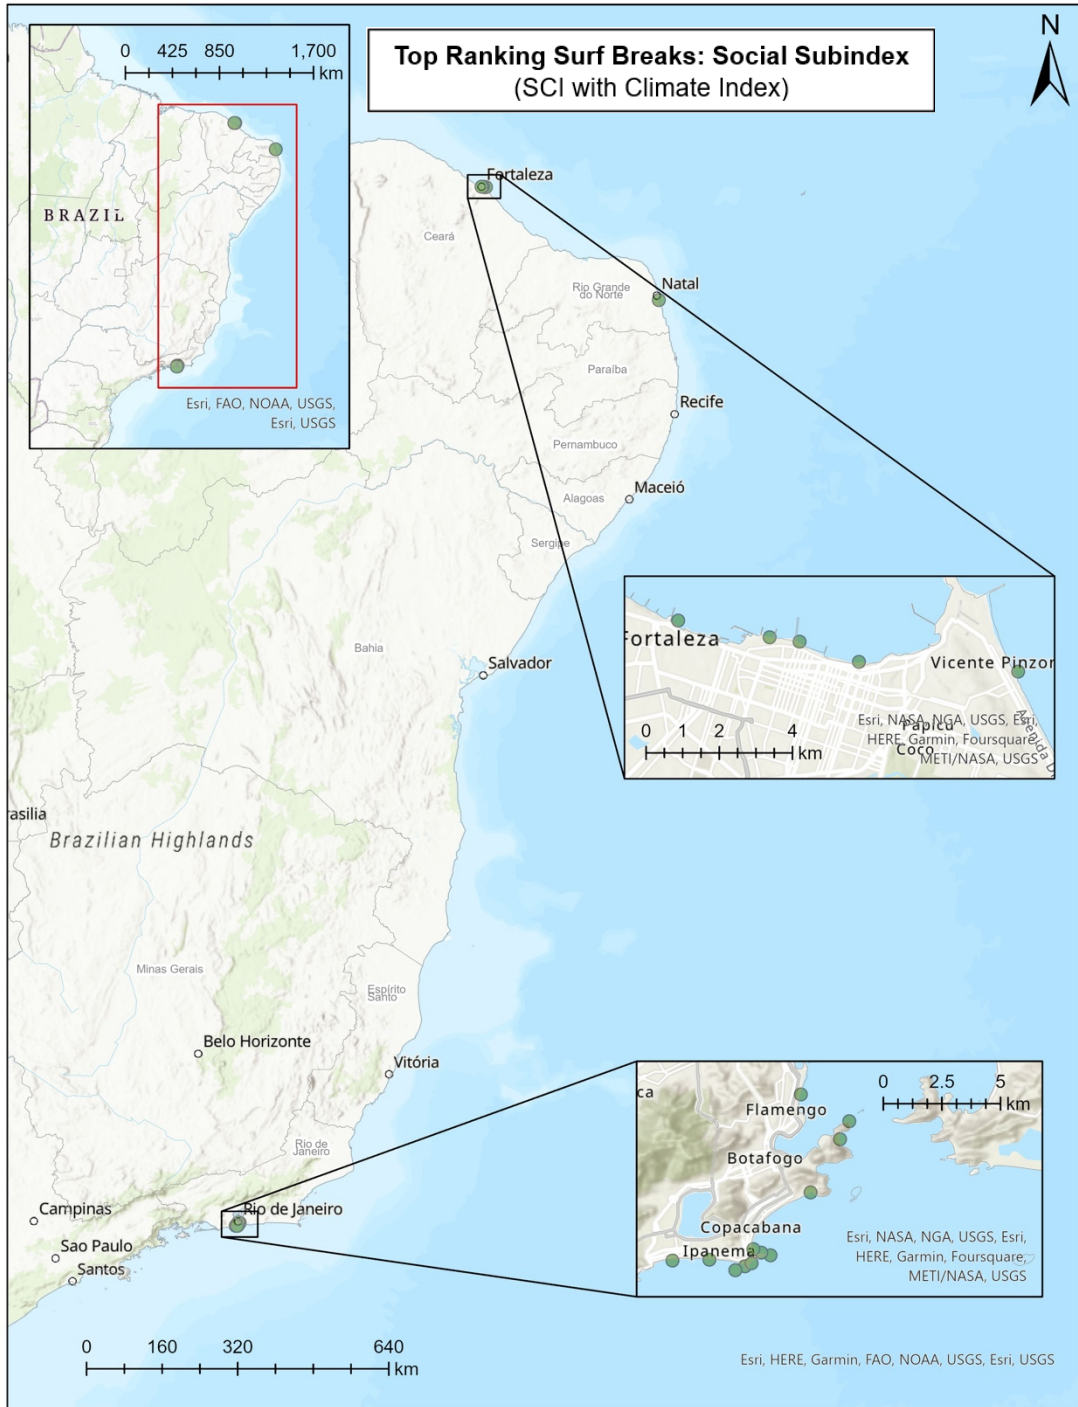 Top Ranking Surf Breaks: Social Subindex
(SCI with Climate Index)
N
0 425 850 1,700
km
BRAZIL
Esri, FAO, NOAA, USGS,
Esri, USGS
Fortaleza
Ceará
Natal
Rio Grande
do Norte
Paraíba
Recife
Pernambuco
Maceió
Alagoas
Sergipe
Fortaleza
Vicente Pinzon
Papicu
Coco
Avenida D
0 1 2 4
km
Esri, NASA, NGA, USGS, Esri,
HERE, Garmin, Foursquare,
METI/NASA, USGS
Bahia
Salvador
rasilia
Brazilian Highlands
Minas Gerais
Espírito
Santo
Belo Horizonte
Vitória
Rio de
Janeiro
Campinas
Rio de Janeiro
Sao Paulo
Santos
ca
Flamengo
0 2.5 5
km
Botafogo
Copacabana
Ipanema
Esri, NASA, NGA, USGS, Esri,
HERE, Garmin, Foursquare,
METI/NASA, USGS
0 160 320 640
km
Esri, HERE, Garmin, FAO, NOAA, USGS, Esri, USGS